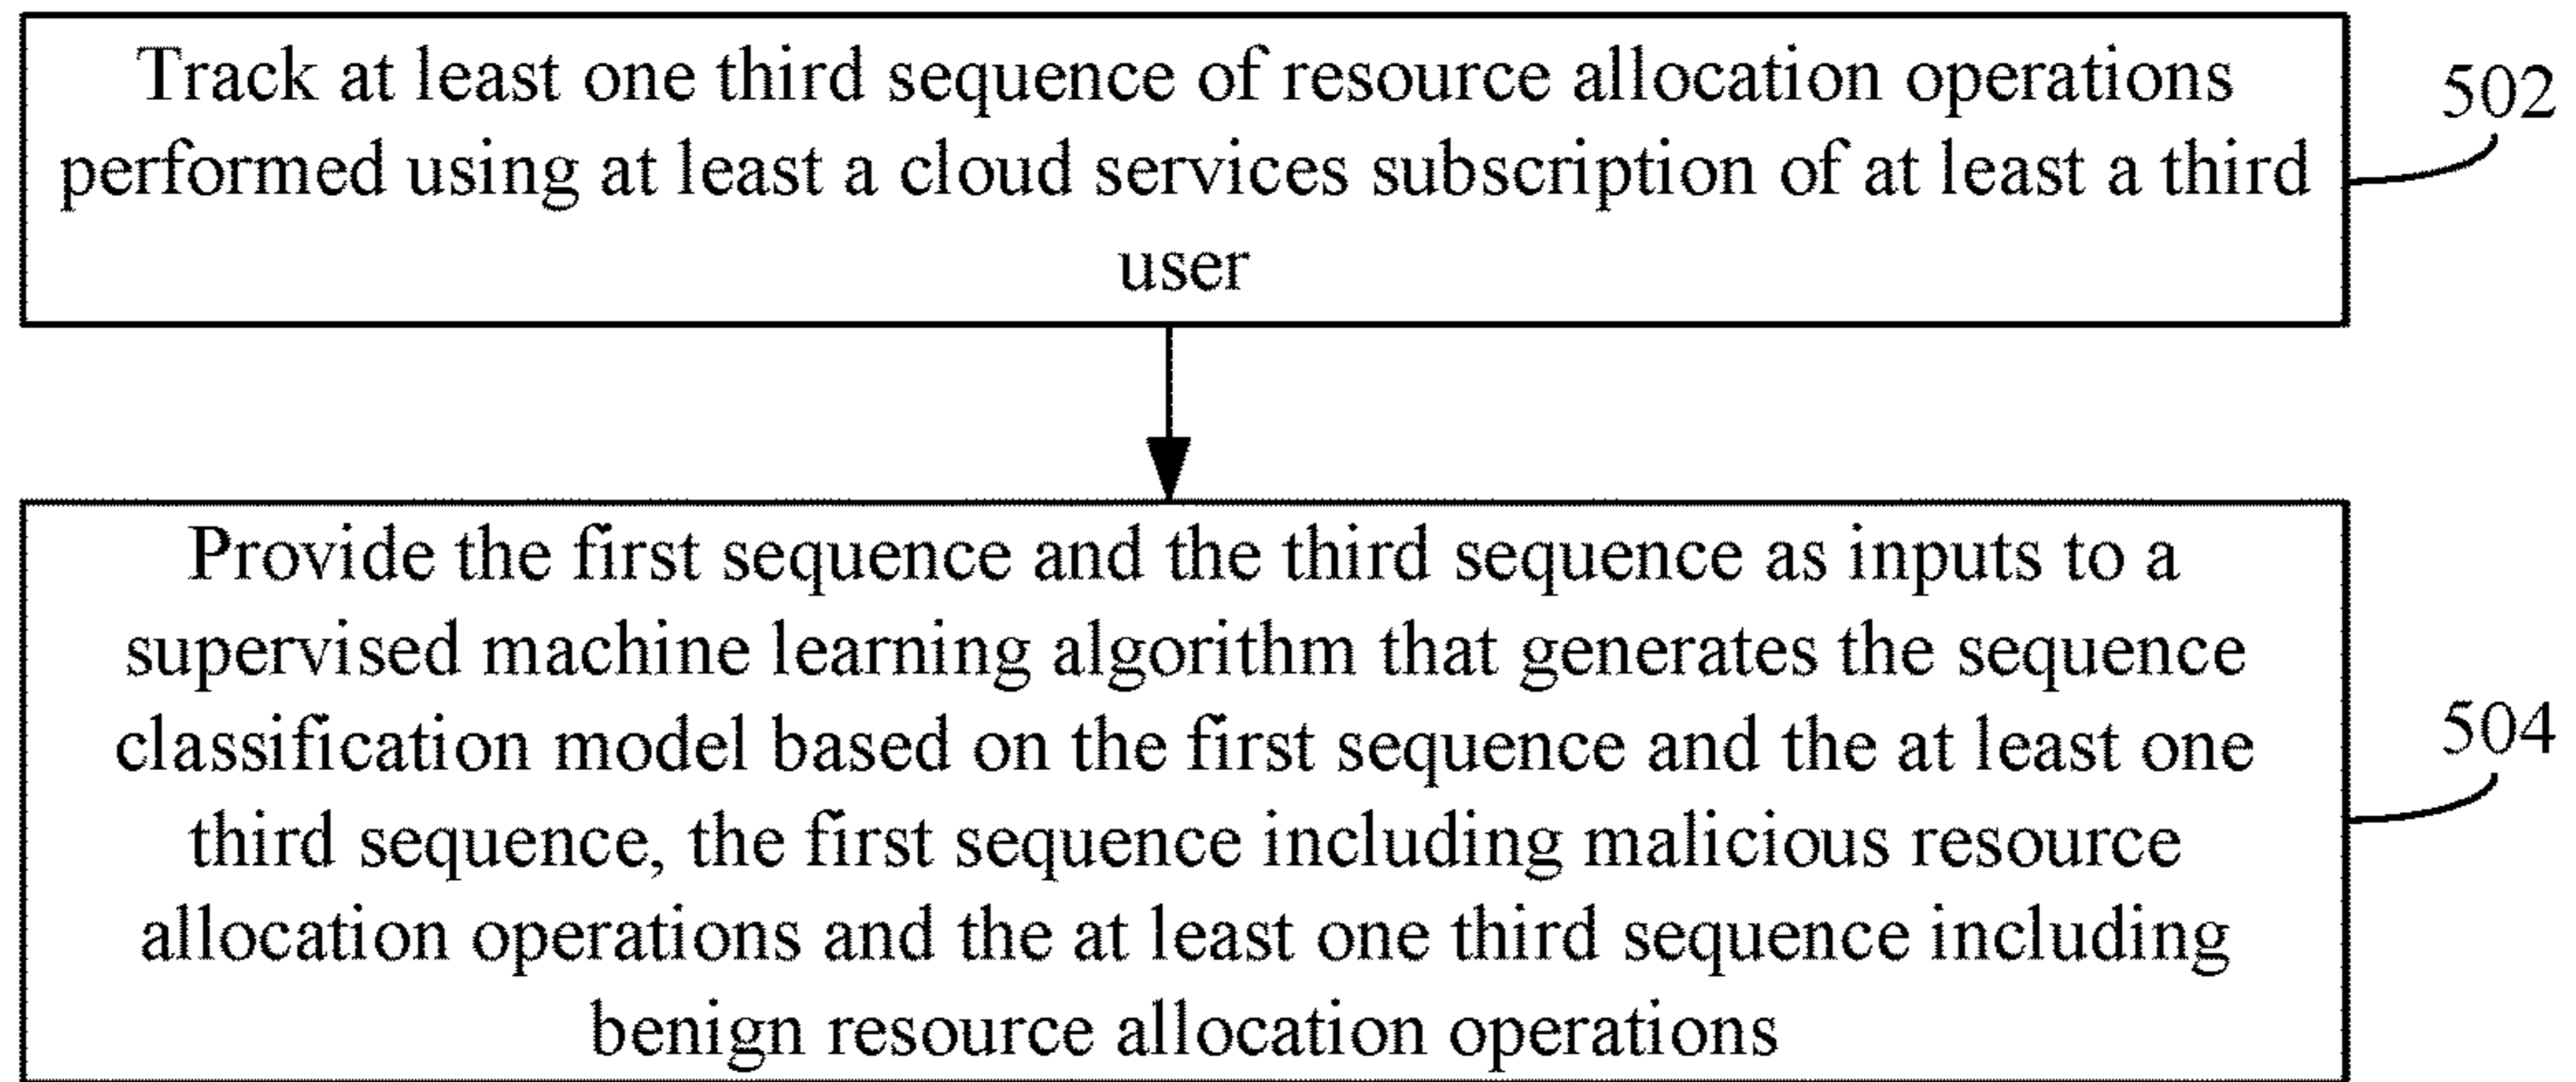 Track at least one third sequence of resource allocation operations
performed using at least a cloud services subscription of at least a third
user
502
Provide the first sequence and the third sequence as inputs to a
supervised machine learning algorithm that generates the sequence
classification model based on the first sequence and the at least one
third sequence, the first sequence including malicious resource
allocation operations and the at least one third sequence including
benign resource allocation operations
504